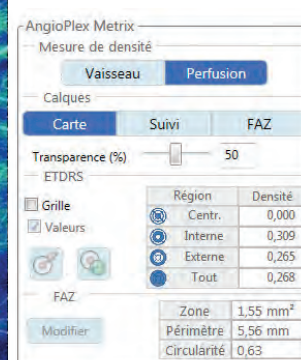 AngioPlex Metrix
Mesure de densité
Vaisseau Perfusion
Calques
Carte Suivi FAZ
Transparence (%) 50
ETDRS
Grille
Valeurs
Région Densité
Centr. 0,000
Interne 0,309
Externe 0,265
Tout 0,268
FAZ
Modifier
Zone 1,55 mm²
Périmètre 5,56 mm
Circularité 0,63